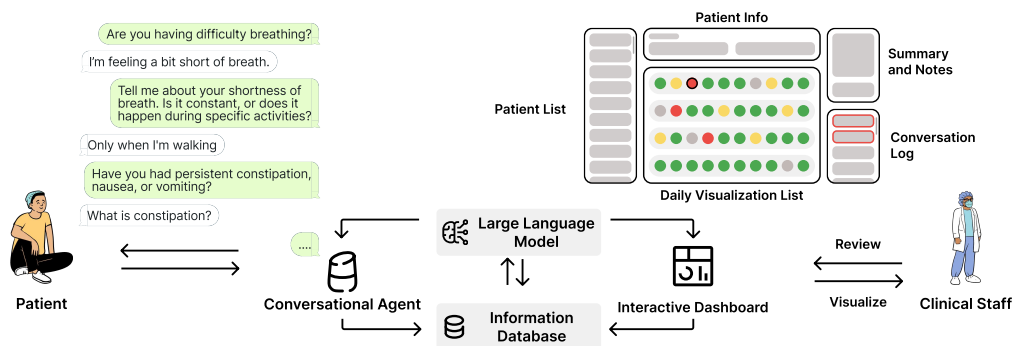 Are you having difficulty breathing?
I'm feeling a bit short of breath.
Tell me about your shortness of
breath. Is it constant, or does it
happen during specific activities?
Only when I'm walking
Have you had persistent constipation,
nausea, or vomiting?
What is constipation?
....
Patient
Conversational Agent
Large Language
Model
Information
Database
Patient Info
Patient List
Summary
and Notes
Conversation
Log
Daily Visualization List
Interactive Dashboard
Review
Visualize
Clinical Staff